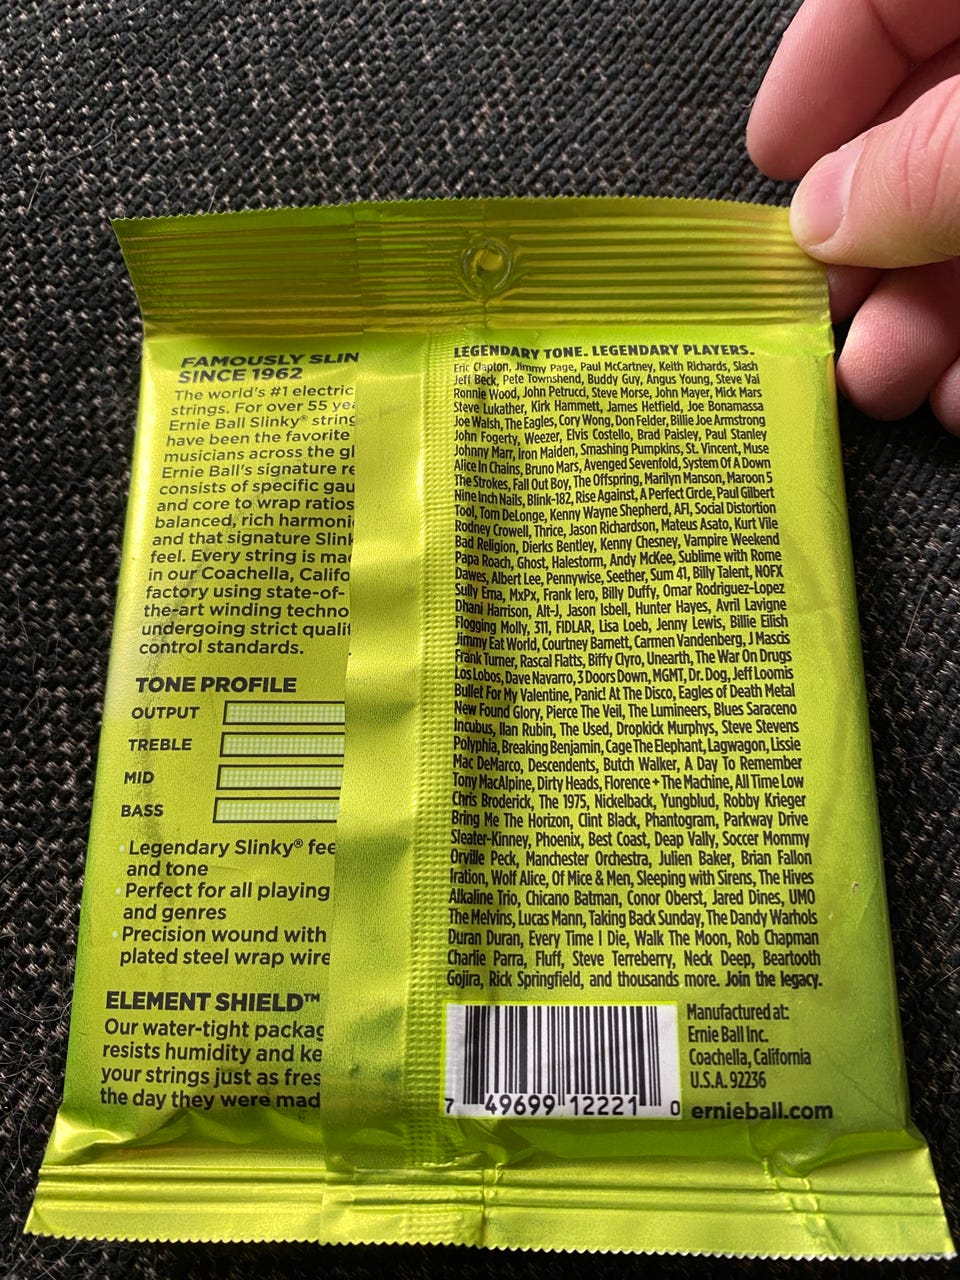 FAMOUSLY SLIN
SINCE 1962
The world's #1 electric
strings. For over 55 yea
Ernie Ball Slinky® string
have been the favorite
musicians across the gl
Ernie Ball's signature re
consists of specific gau
and core to wrap ratios
balanced, rich harmoni
and that signature Slink
feel. Every string is mad
in our Coachella, Califo
factory using state-of-
the-art winding techno
undergoing strict qualit
control standards.
TONE PROFILE
OUTPUT
TREBLE
MID
BASS
· Legendary Slinky® fee
and tone
· Perfect for all playing
and genres
· Precision wound with
plated steel wrap wire
ELEMENT SHIELD™
Our water-tight packag
resists humidity and ke
your strings just as fres
the day they were mad
LEGENDARY TONE. LEGENDARY PLAYERS.
Eric Clapton, Jimmy Page, Paul McCartney, Keith Richards, Slash
Jeff Beck, Pete Townshend, Buddy Guy, Angus Young, Steve Vai
Ronnie Wood, John Petrucci, Steve Morse, John Mayer, Mick Mars
Steve Lukather, Kirk Hammett, James Hetfield, Joe Bonamassa
Joe Walsh, The Eagles, Cory Wong, Don Felder, Billie Joe Armstrong
John Fogerty, Weezer, Elvis Costello, Brad Paisley, Paul Stanley
Johnny Marr, Iron Maiden, Smashing Pumpkins, St. Vincent, Muse
Alice In Chains, Bruno Mars, Avenged Sevenfold, System Of A Down
The Strokes, Fall Out Boy, The Offspring, Marilyn Manson, Maroon 5
Nine Inch Nails, Blink-182, Rise Against, A Perfect Circle, Paul Gilbert
Tool, Tom DeLonge, Kenny Wayne Shepherd, AFI, Social Distortion
Rodney Crowell, Thrice, Jason Richardson, Mateus Asato, Kurt Vile
Bad Religion, Dierks Bentley, Kenny Chesney, Vampire Weekend
Papa Roach, Ghost, Halestorm, Andy McKee, Sublime with Rome
Dawes, Albert Lee, Pennywise, Seether, Sum 41, Billy Talent, NOFX
Sully Erna, MxPx, Frank Iero, Billy Duffy, Omar Rodriguez-Lopez
Dhani Harrison, Alt-J, Jason Isbell, Hunter Hayes, Avril Lavigne
Flogging Molly, 311, FIDLAR, Lisa Loeb, Jenny Lewis, Billie Eilish
Jimmy Eat World, Courtney Barnett, Carmen Vandenberg, J Mascis
Frank Turner, Rascal Flatts, Biffy Clyro, Unearth, The War On Drugs
Los Lobos, Dave Navarro, 3 Doors Down, MGMT, Dr. Dog, Jeff Loomis
Bullet For My Valentine, Panic! At The Disco, Eagles of Death Metal
New Found Glory, Pierce The Veil, The Lumineers, Blues Saraceno
Incubus, Ilan Rubin, The Used, Dropkick Murphys, Steve Stevens
Polyphia, Breaking Benjamin, Cage The Elephant, Lagwagon, Lissie
Mac DeMarco, Descendents, Butch Walker, A Day To Remember
Tony MacAlpine, Dirty Heads, Florence + The Machine, All Time Low
Chris Broderick, The 1975, Nickelback, Yungblud, Robby Krieger
Bring Me The Horizon, Clint Black, Phantogram, Parkway Drive
Sleater-Kinney, Phoenix, Best Coast, Deap Vally, Soccer Mommy
Orville Peck, Manchester Orchestra, Julien Baker, Brian Fallon
Iration, Wolf Alice, Of Mice & Men, Sleeping with Sirens, The Hives
Alkaline Trio, Chicano Batman, Conor Oberst, Jared Dines, UMO
The Melvins, Lucas Mann, Taking Back Sunday, The Dandy Warhols
Duran Duran, Every Time I Die, Walk The Moon, Rob Chapman
Charlie Parra, Fluff, Steve Terreberry, Neck Deep, Beartooth
Gojira, Rick Springfield, and thousands more. Join the legacy.
Manufactured at:
Ernie Ball Inc.
Coachella, California
U.S.A. 92236
ernieball.com
7 49699 12221 0